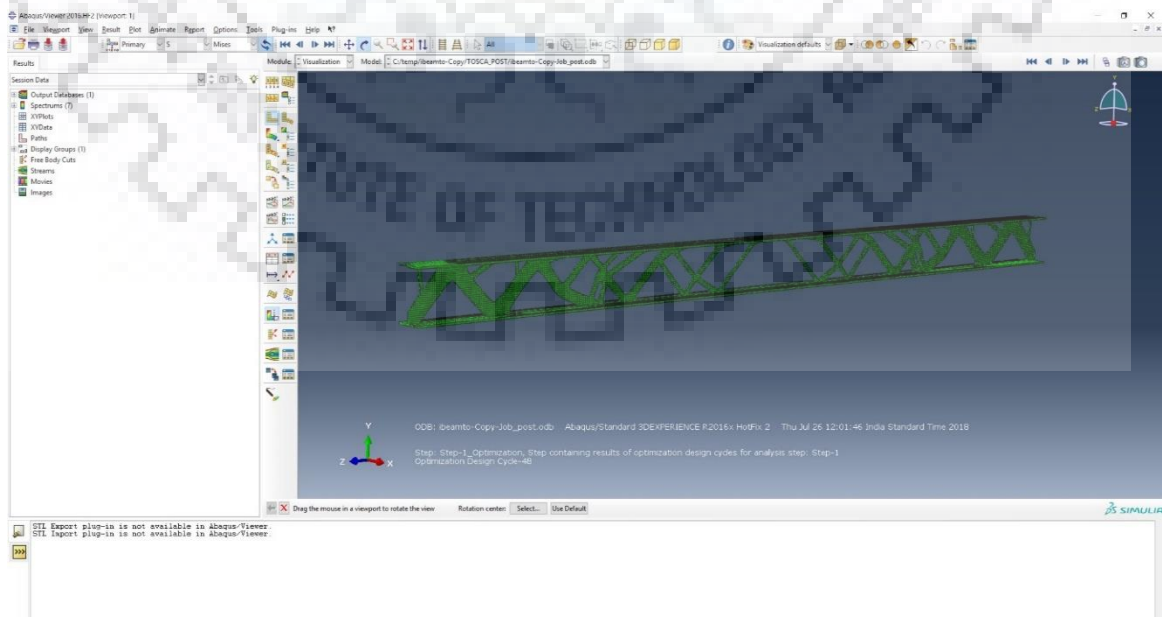 Abaqus/Viewer 2016.HF2 [Viewport: 1]
File Viewport View Result Plot Animate Report Options Tools Plug-ins Help
Primary S Mises All Visualization defaults
Results Module: Visualization Model: C:/temp/ibeamto-Copy/TOSCA_POST/ibeamto-Copy-Job_post.odb
Session Data
Output Databases (1)
Spectrums (7)
XYPlots
XYData
Paths
Display Groups (1)
Free Body Cuts
Streams
Movies
Images
TUTE OF TECHNOLOGY
Y
Z X
ODB: ibeamto-Copy-Job_post.odb Abaqus/Standard 3DEXPERIENCE R2016x HotFix 2 Thu Jul 26 12:01:46 India Standard Time 2018
Step: Step-1_Optimization, Step containing results of optimization design cycles for analysis step: Step-1
Optimization Design Cycle-48
Drag the mouse in a viewport to rotate the view Rotation center: Select... Use Default
SIMULIA
STL Export plug-in is not available in Abaqus/Viewer.
STL Import plug-in is not available in Abaqus/Viewer.
>>>